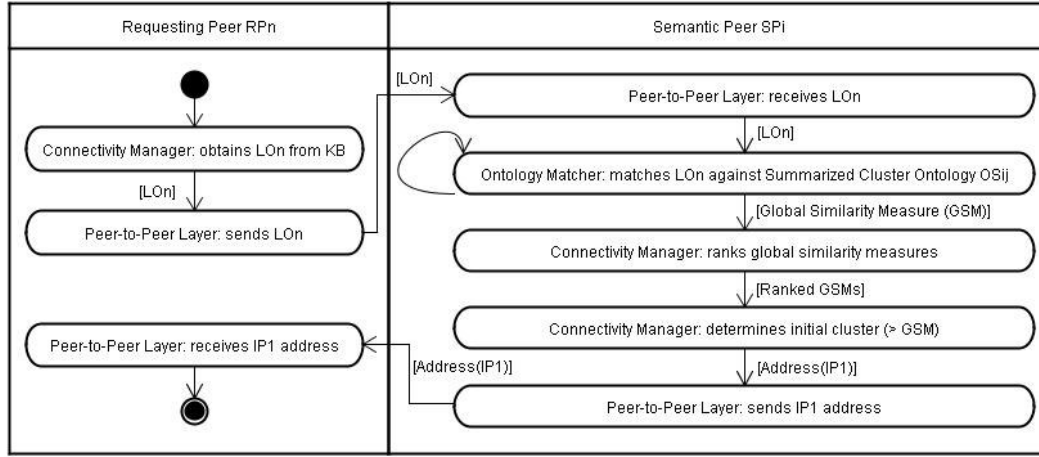 Requesting Peer RPn
Semantic Peer SPi
Connectivity Manager: obtains LOn from KB
[LOn]
Peer-to-Peer Layer: sends LOn
[LOn]
Peer-to-Peer Layer: receives LOn
[LOn]
Ontology Matcher: matches LOn against Summarized Cluster Ontology OSij
[Global Similarity Measure (GSM)]
Connectivity Manager: ranks global similarity measures
[Ranked GSMs]
Connectivity Manager: determines initial cluster (> GSM)
[Address(IP1)]
Peer-to-Peer Layer: sends IP1 address
[Address(IP1)]
Peer-to-Peer Layer: receives IP1 address